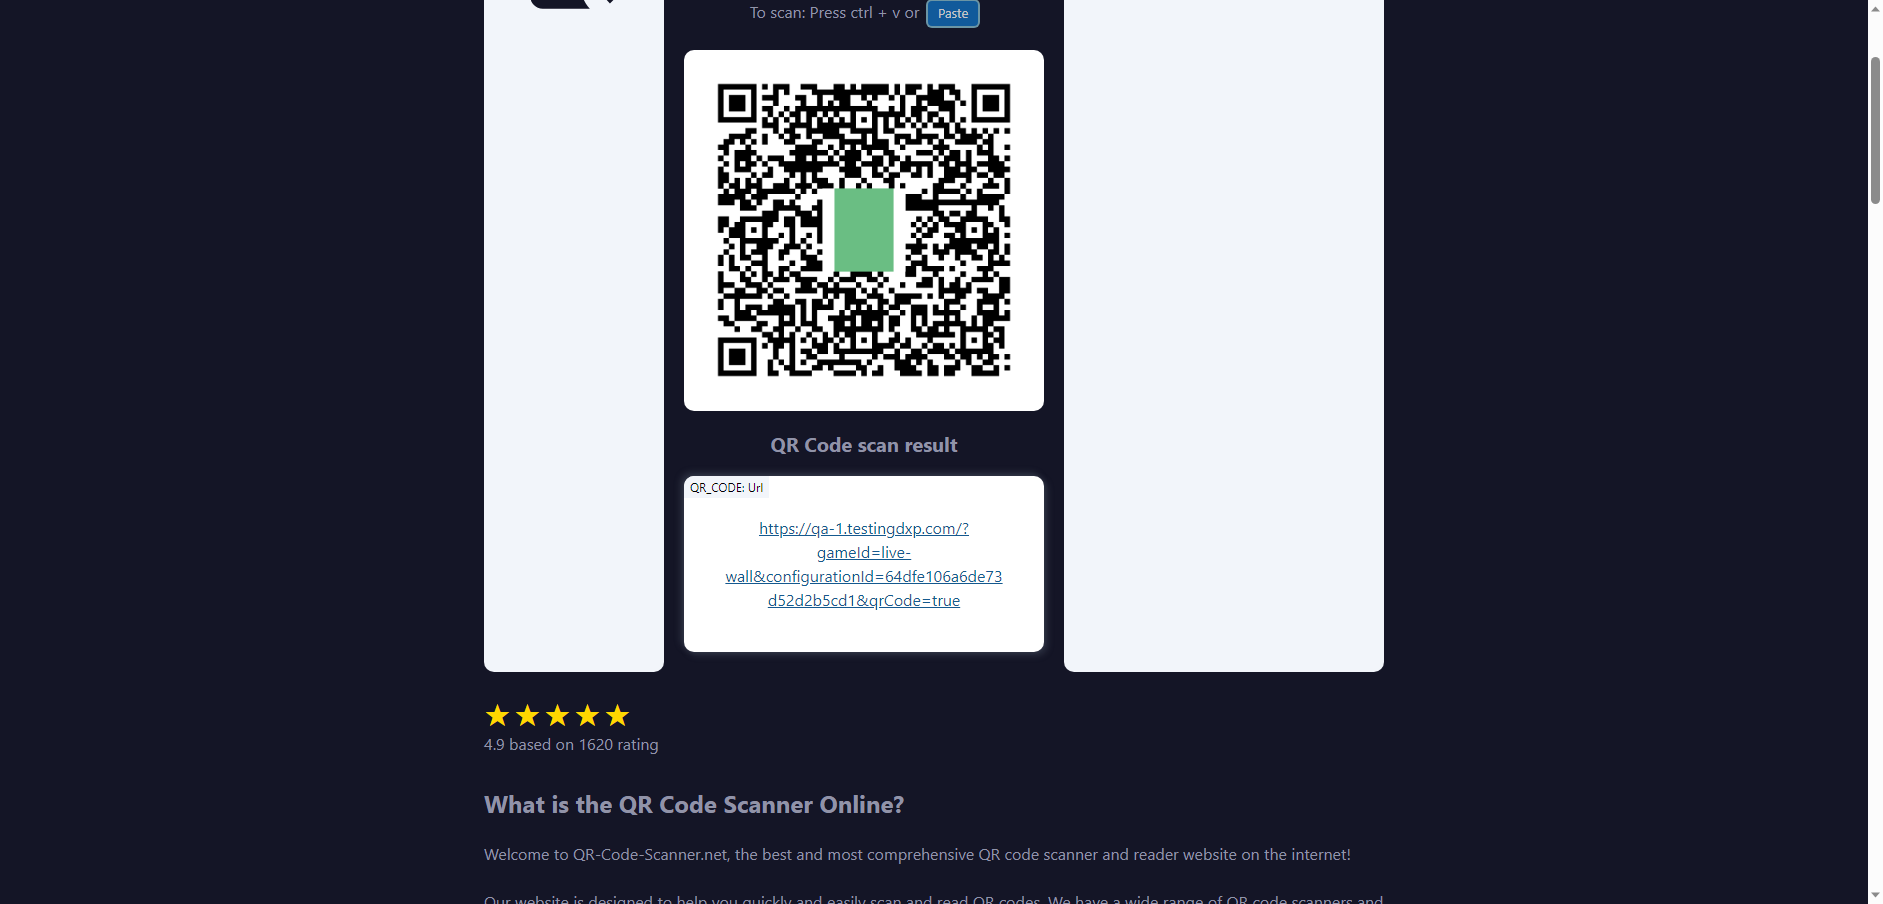 To scan: Press ctrl + v or Paste
QR Code scan result
QR_CODE: Url
https://qa-1.testingdxp.com/?
gameId=live-
wall&configurationId=64dfe106a6de73
d52d2b5cd1&qrCode=true
4.9 based on 1620 rating
What is the QR Code Scanner Online?
Welcome to QR-Code-Scanner.net, the best and most comprehensive QR code scanner and reader website on the internet!
Our website is designed to help you quickly and easily scan and read QR codes. We have a wide range of QR code scanners and